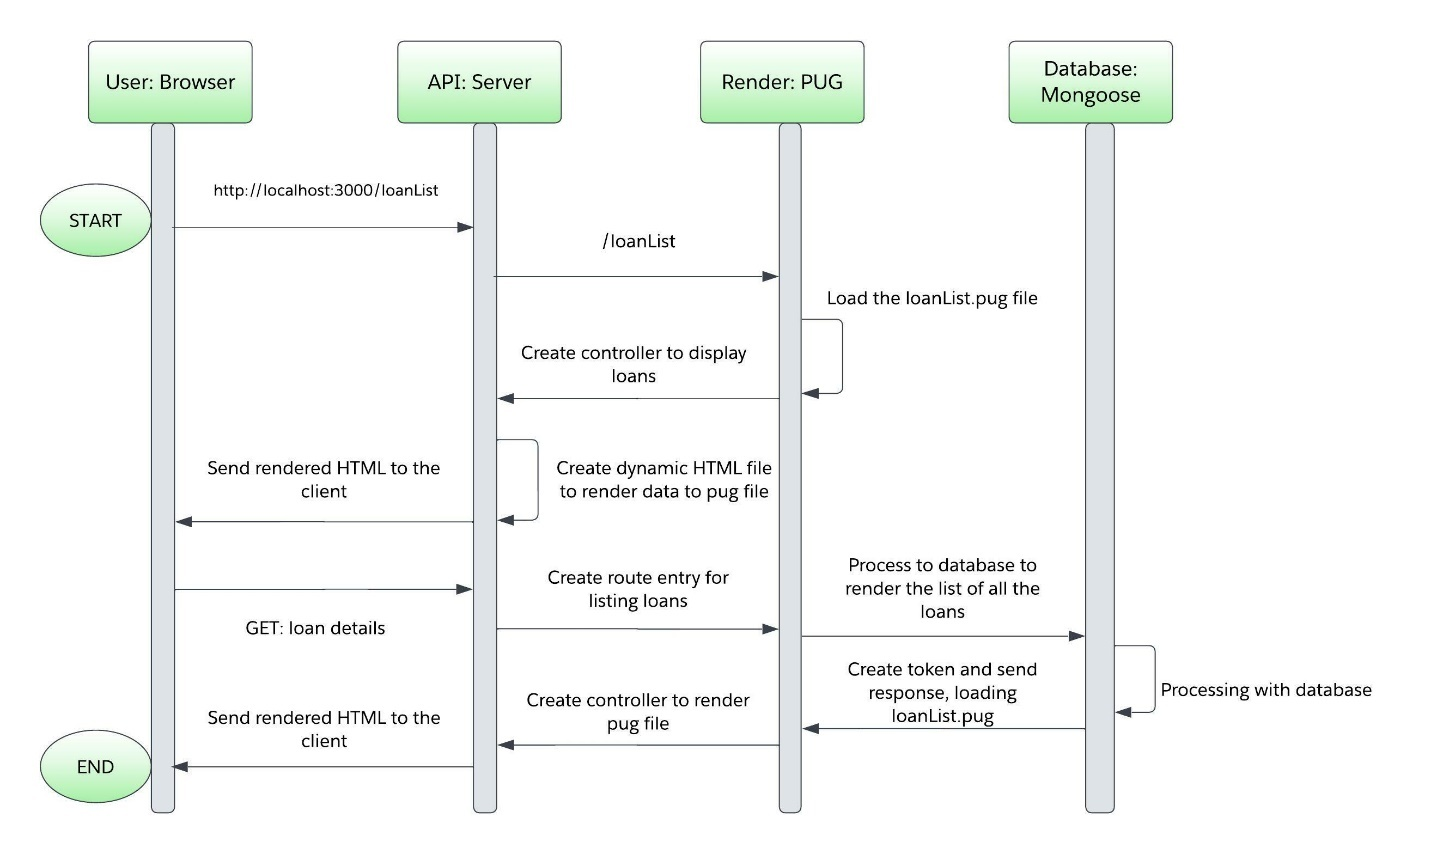 User: Browser
API: Server
Render: PUG
Database:
Mongoose
START
http://localhost:3000/loanList
/loanList
Load the loanList.pug file
Create controller to display
loans
Send rendered HTML to the
client
Create dynamic HTML file
to render data to pug file
GET: loan details
Create route entry for
listing loans
Process to database to
render the list of all the
loans
Processing with database
Create token and send
response, loading
loanList.pug
Create controller to render
pug file
Send rendered HTML to the
client
END